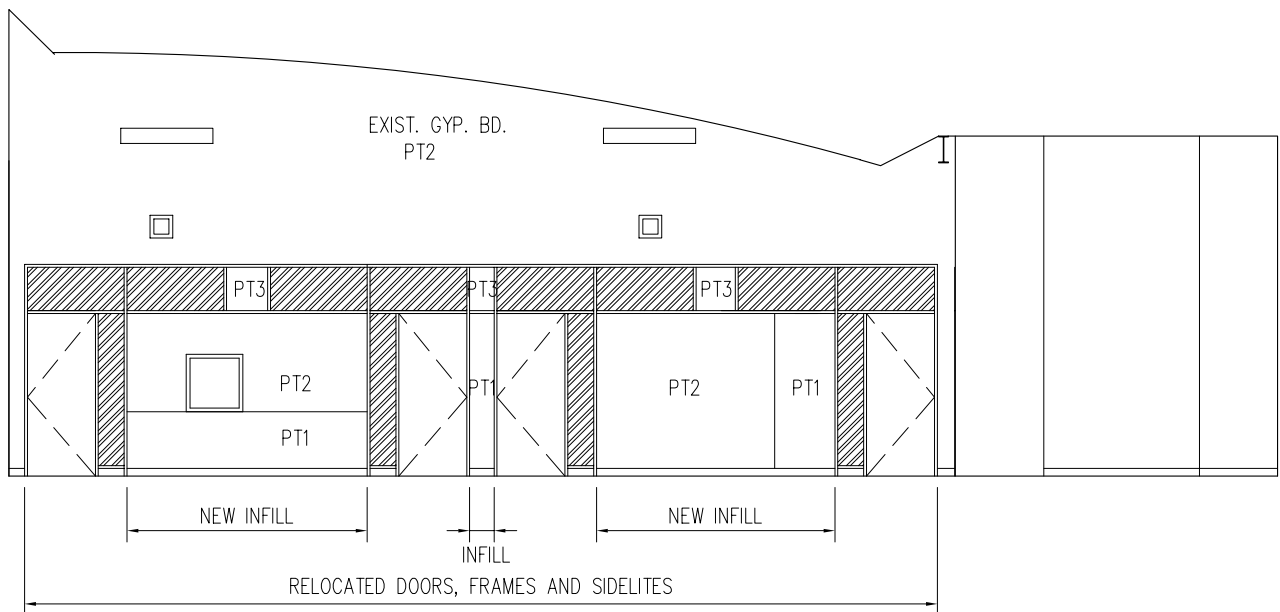 EXIST. GYP. BD.
PT2
PT3
PT3
PT3
PT2
PT1
PT1
PT2
PT1
NEW INFILL
INFILL
NEW INFILL
RELOCATED DOORS, FRAMES AND SIDELITES